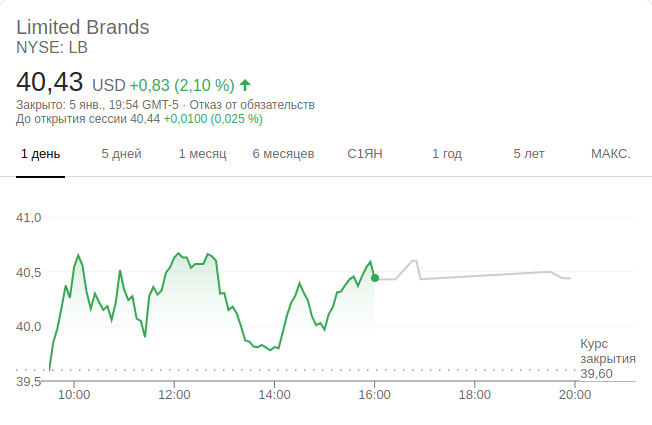 Limited Brands
NYSE: LB
40,43 USD +0,83 (2,10 %)
Закрыто: 5 янв., 19:54 GMT-5 · Отказ от обязательств
До открытия сессии 40,44 +0,0100 (0,025 %)
1 день 5 дней 1 месяц 6 месяцев С1ЯН 1 год 5 лет МАКС.
41,0
40,5
40,0
Курс
закрытия
39,60
39,5
10:00 12:00 14:00 16:00 18:00 20:00